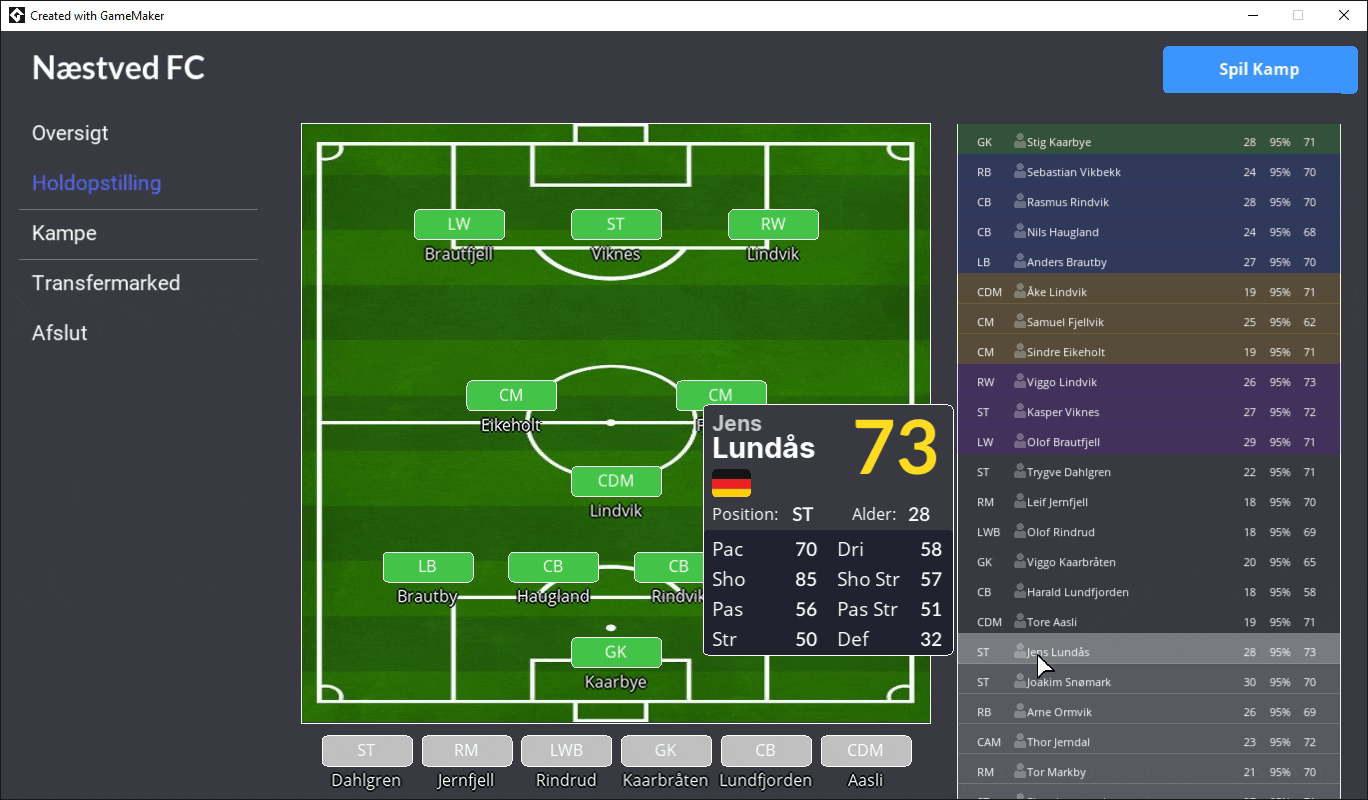 Created with GameMaker
Næstved FC
Spil Kamp
Oversigt
Holdopstilling
Kampe
Transfermarked
Afslut
LW ST RW
Brautfjell Viknes Lindvik
CM CM
Eikeholt F
CDM
Lindvik
LB CB CB
Brautby Haugland Rindvik
GK
Kaarbye
ST RM LWB GK CB CDM
Dahlgren Jernfjell Rindrud Kaarbråten Lundfjorden Aasli
Jens
Lundås
73
Position: ST Alder: 28
Pac 70 Dri 58
Sho 85 Sho Str 57
Pas 56 Pas Str 51
Str 50 Def 32
GK Stig Kaarbye 28 95% 71
RB Sebastian Vikbekk 24 95% 70
CB Rasmus Rindvik 28 95% 70
CB Nils Haugland 24 95% 68
LB Anders Brautby 27 95% 70
CDM Åke Lindvik 19 95% 71
CM Samuel Fjellvik 25 95% 62
CM Sindre Eikeholt 19 95% 71
RW Viggo Lindvik 26 95% 73
ST Kasper Viknes 27 95% 72
LW Olof Brautfjell 29 95% 71
ST Trygve Dahlgren 22 95% 71
RM Leif Jernfjell 18 95% 70
LWB Olof Rindrud 18 95% 69
GK Viggo Kaarbråten 20 95% 65
CB Harald Lundfjorden 18 95% 58
CDM Tore Aasli 19 95% 71
ST Jens Lundås 28 95% 73
ST Joakim Snømark 30 95% 70
RB Arne Ormvik 26 95% 69
CAM Thor Jerndal 23 95% 72
RM Tor Markby 21 95% 70